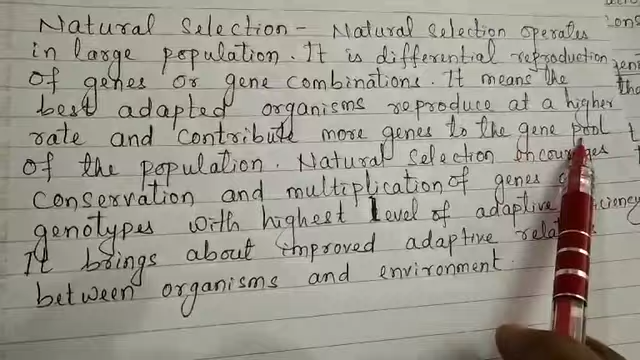 Natural Selection - Natural Selection operates
in large population. It is differential reproduction
of genes or gene combinations. It means the
best adapted organisms reproduce at a higher
rate and contribute more genes to the gene pool
of the population. Natural Selection encourages
conservation and multiplication of genes
genotypes with highest level of adaptive
It brings about improved adaptive
between organisms and environment.